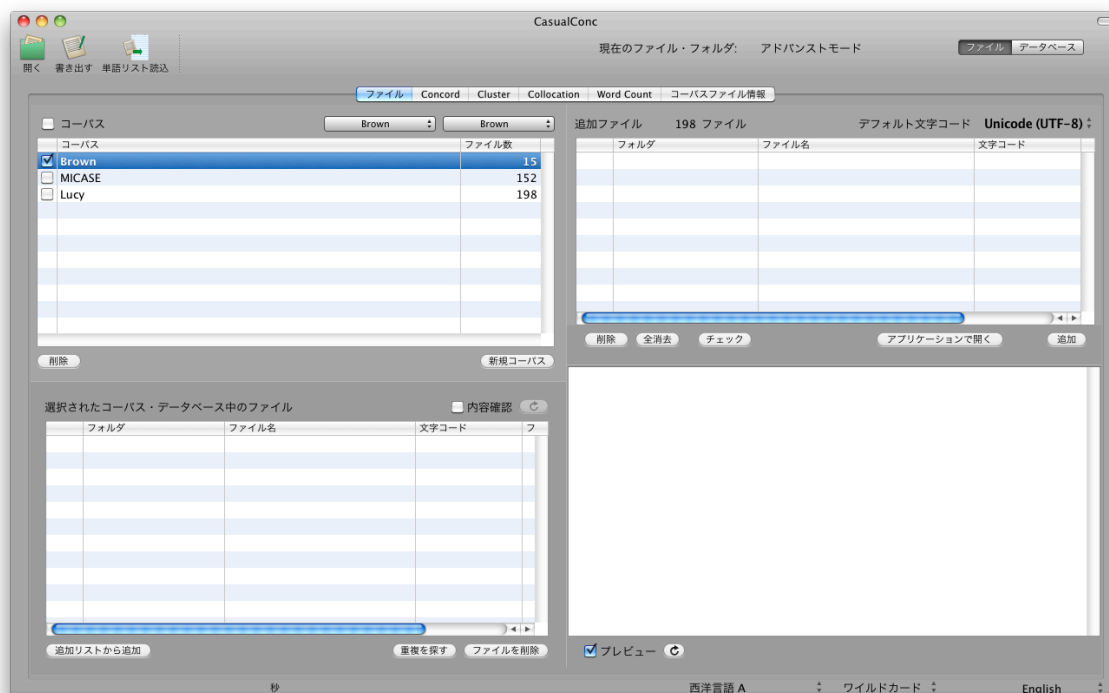 CasualConc
開く 書き出す 単語リスト読込
現在のファイル・フォルダ: アドバンストモード
ファイル データベース
ファイル Concord Cluster Collocation Word Count コーパスファイル情報
コーパス Brown Brown
コーパス ファイル数
Brown 15
MICASE 152
Lucy 198
削除 新規コーパス
追加ファイル 198 ファイル デフォルト文字コード Unicode (UTF-8)
フォルダ ファイル名 文字コード
削除 全消去 チェック アプリケーションで開く 追加
選択されたコーパス・データベース中のファイル 内容確認
フォルダ ファイル名 文字コード フ
追加リストから追加 重複を探す ファイルを削除
プレビュー
秒 西洋言語 A ワイルドカード English